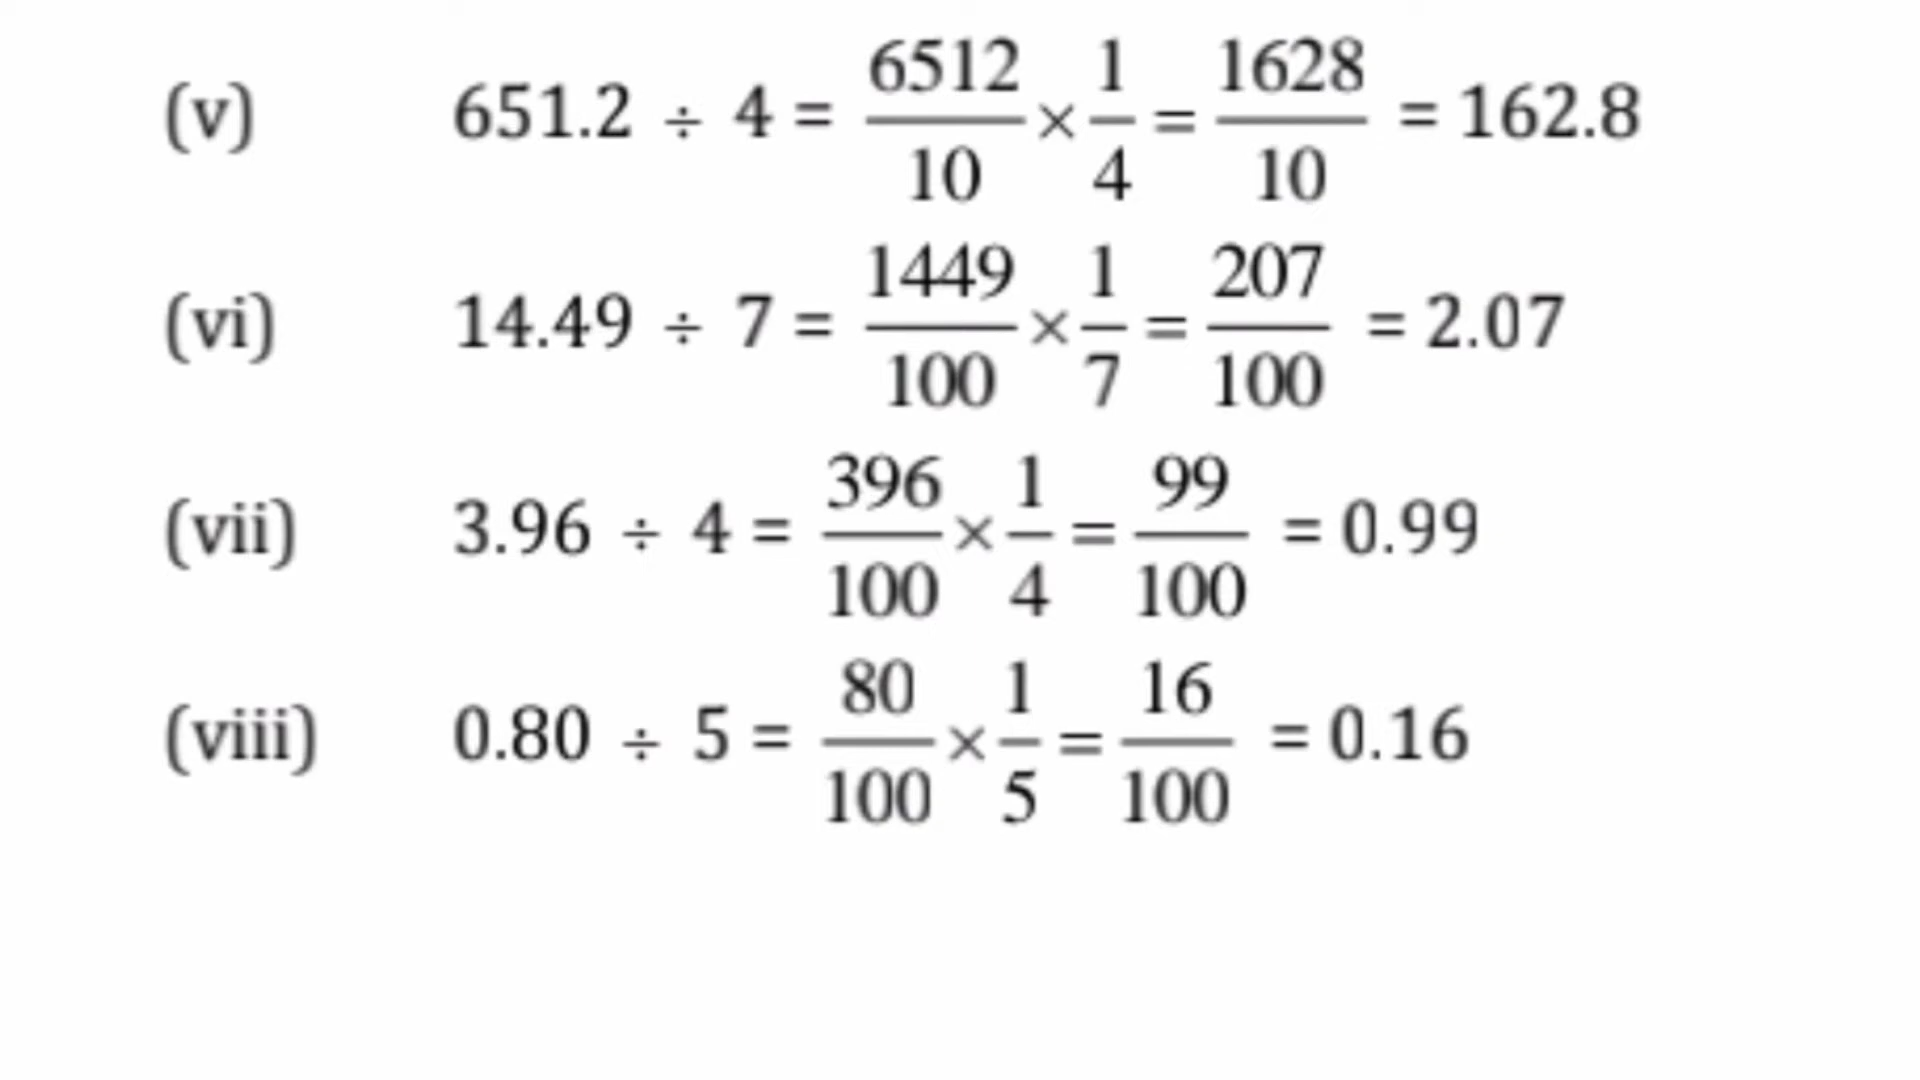 (v) 651.2 ÷ 4 = 6512/10 × 1/4 = 1628/10 = 162.8
(vi) 14.49 ÷ 7 = 1449/100 × 1/7 = 207/100 = 2.07
(vii) 3.96 ÷ 4 = 396/100 × 1/4 = 99/100 = 0.99
(viii) 0.80 ÷ 5 = 80/100 × 1/5 = 16/100 = 0.16